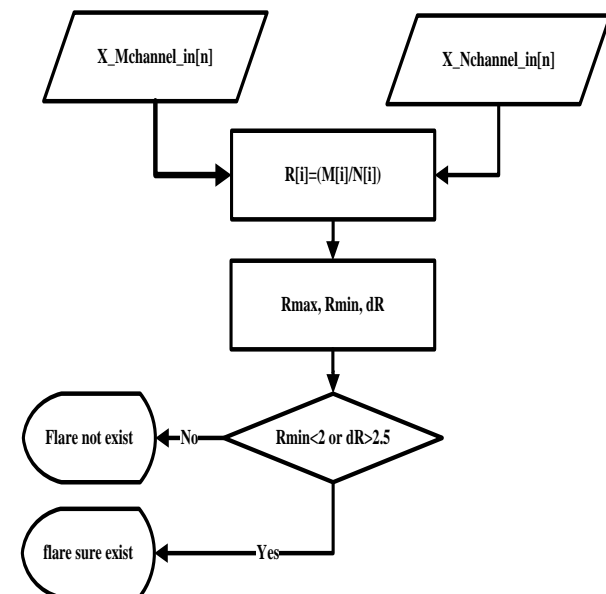 X_Mchannel_in[n]
X_Nchannel_in[n]
R[i]=(M[i]/N[i])
Rmax, Rmin, dR
Rmin<2 or dR>2.5
No
Flare not exist
Yes
flare sure exist